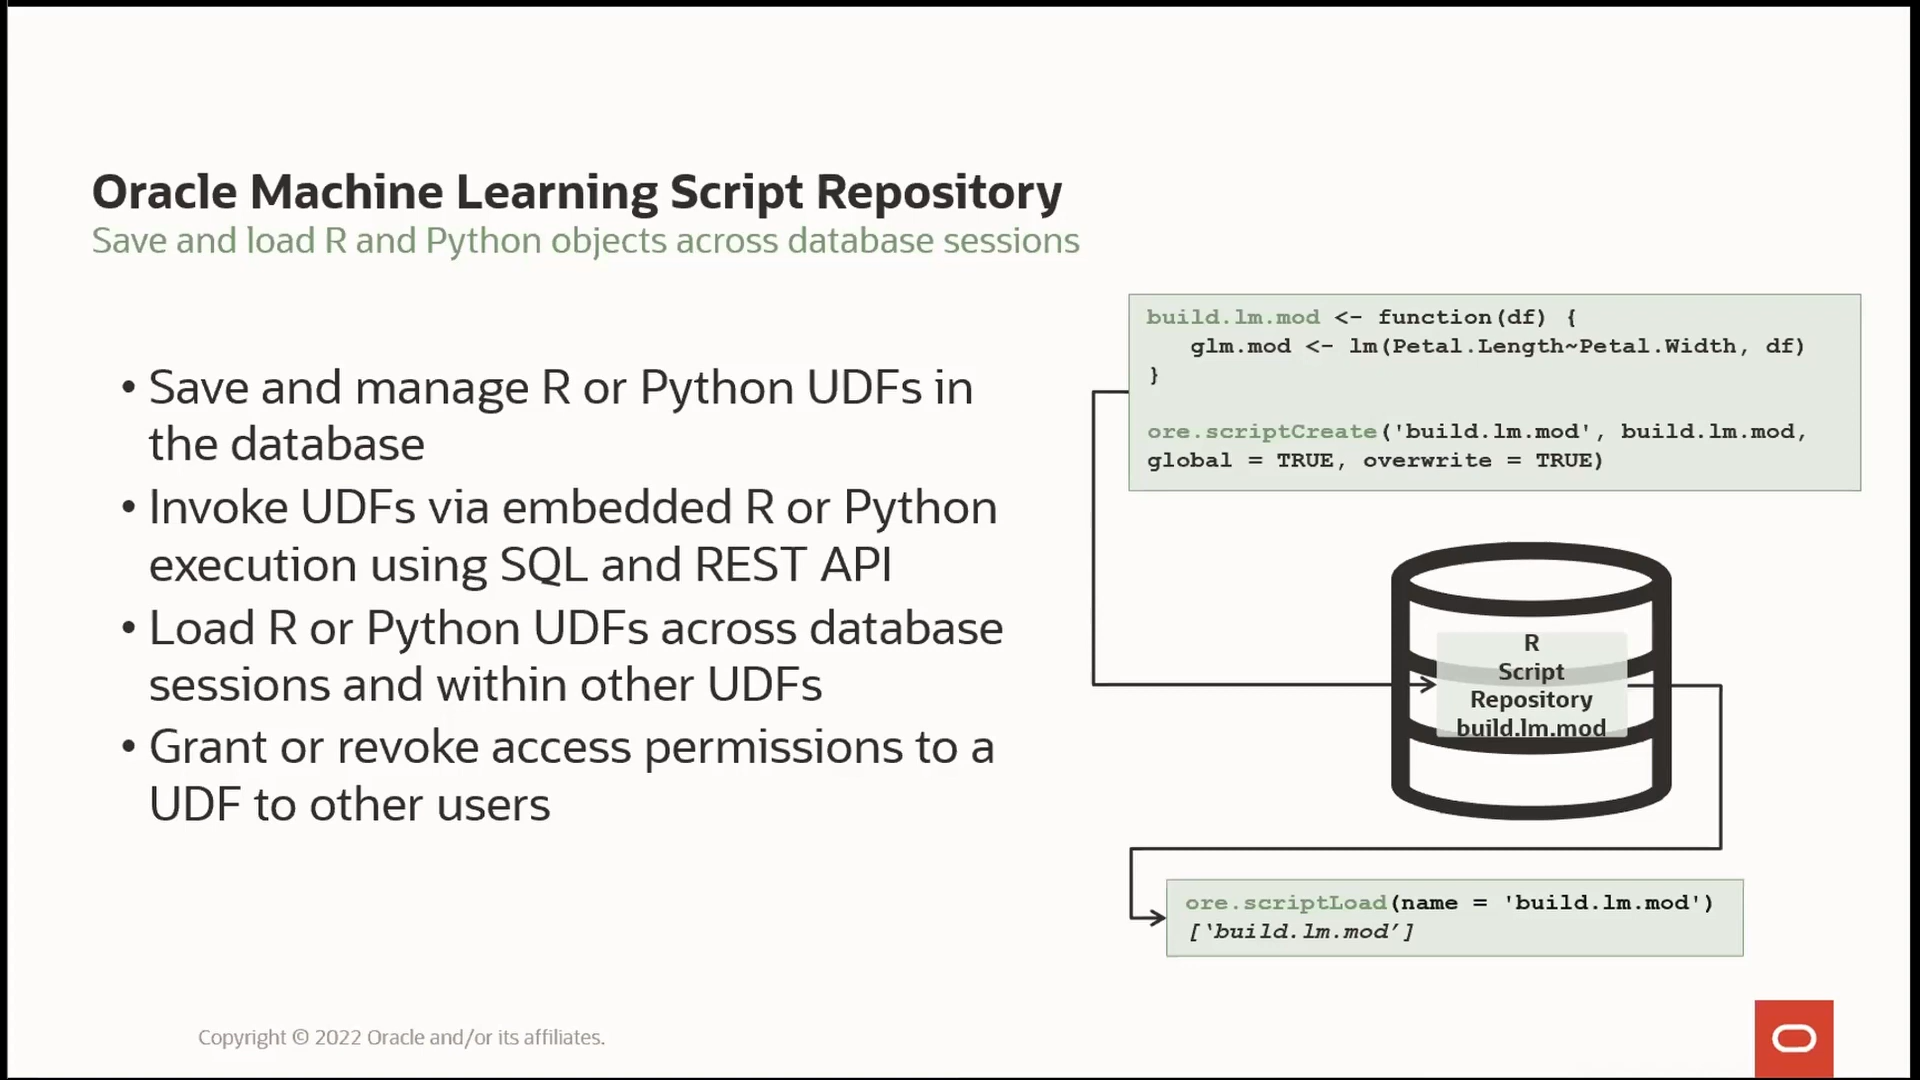 Oracle Machine Learning Script Repository
Save and load R and Python objects across database sessions
• Save and manage R or Python UDFs in
the database
• Invoke UDFs via embedded R or Python
execution using SQL and REST API
• Load R or Python UDFs across database
sessions and within other UDFs
• Grant or revoke access permissions to a
UDF to other users
build.lm.mod <- function(df) {
glm.mod <- lm(Petal.Length~Petal.Width, df)
}
ore.scriptCreate('build.lm.mod', build.lm.mod,
global = TRUE, overwrite = TRUE)
R
Script
Repository
build.lm.mod
ore.scriptLoad(name = 'build.lm.mod')
[‘build.lm.mod’]
Copyright © 2022 Oracle and/or its affiliates.